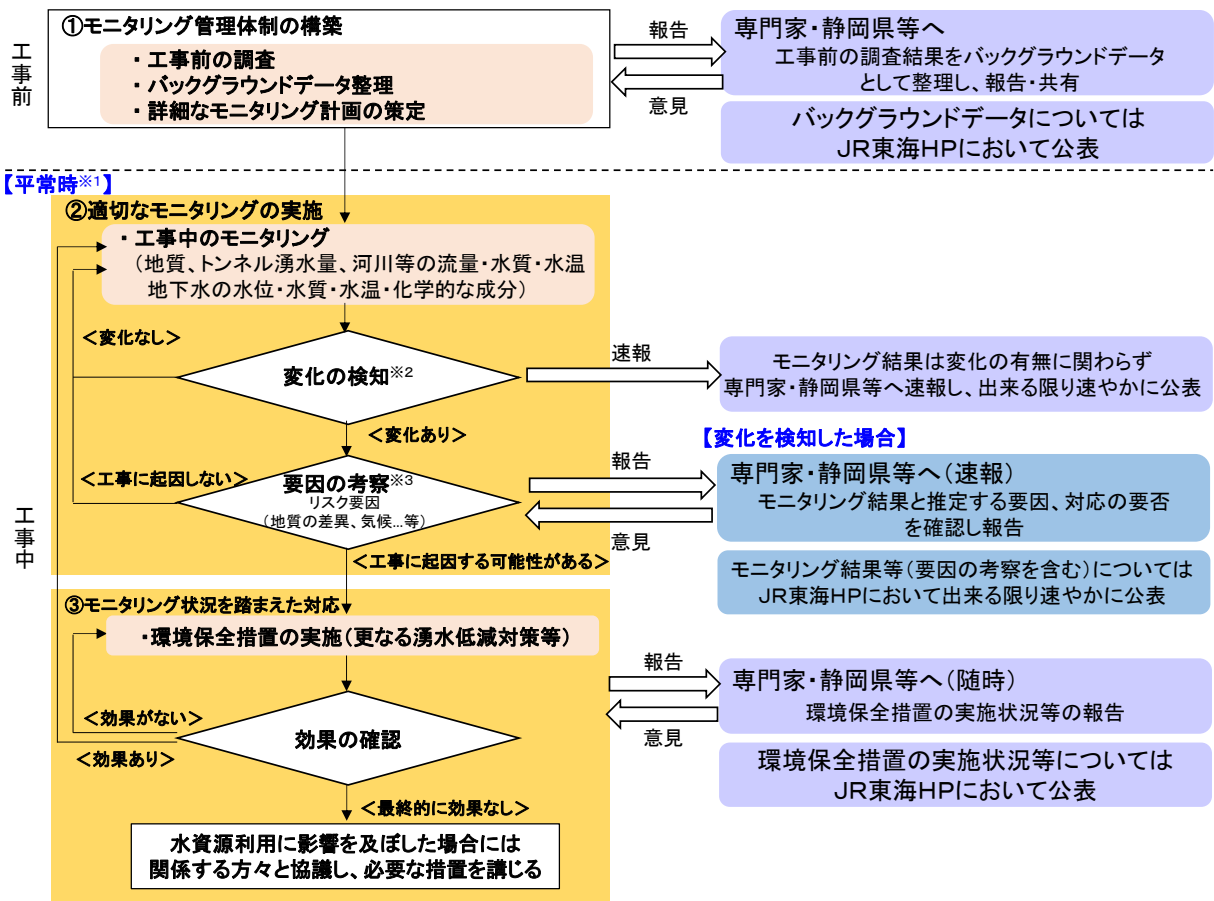 工事前
①モニタリング管理体制の構築
・工事前の調査
・バックグラウンドデータ整理
・詳細なモニタリング計画の策定
報告
意見
専門家・静岡県等へ
工事前の調査結果をバックグラウンドデータ
として整理し、報告・共有
バックグラウンドデータについては
JR東海HPにおいて公表
【平常時※1】
工事中
②適切なモニタリングの実施
・工事中のモニタリング
（地質、トンネル湧水量、河川等の流量・水質・水温
地下水の水位・水質・水温・化学的な成分）
＜変化なし＞
変化の検知※2
速報
モニタリング結果は変化の有無に関わらず
専門家・静岡県等へ速報し、出来る限り速やかに公表
＜変化あり＞
【変化を検知した場合】
＜工事に起因しない＞
要因の考察※3
リスク要因
（地質の差異、気候…等）
報告
意見
専門家・静岡県等へ（速報）
モニタリング結果と推定する要因、対応の要否
を確認し報告
＜工事に起因する可能性がある＞
モニタリング結果等（要因の考察を含む）については
JR東海HPにおいて出来る限り速やかに公表
③モニタリング状況を踏まえた対応
・環境保全措置の実施（更なる湧水低減対策等）
報告
意見
専門家・静岡県等へ（随時）
環境保全措置の実施状況等の報告
＜効果がない＞
効果の確認
＜効果あり＞
環境保全措置の実施状況等については
JR東海HPにおいて公表
＜最終的に効果なし＞
水資源利用に影響を及ぼした場合には
関係する方々と協議し、必要な措置を講じる